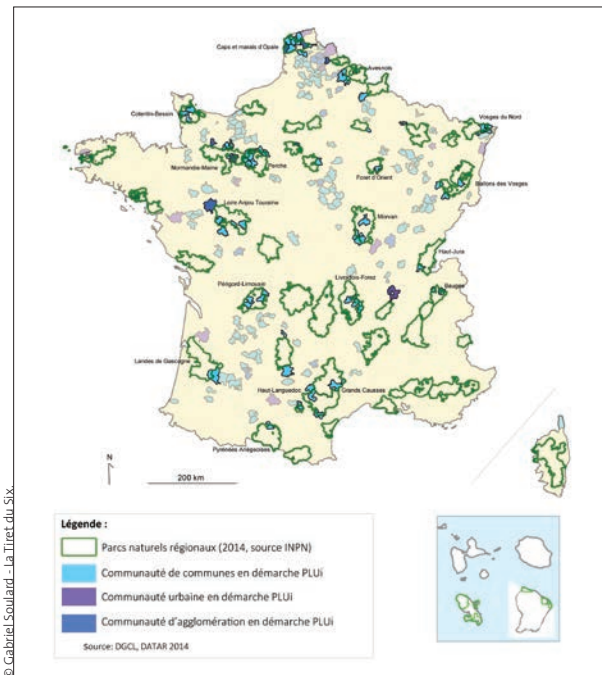 Caps et marais d'Opale
Avesnois
Cotentin-Bessin
Vosges du Nord
Normandie-Maine
Perche
Foret d'Orient
Ballons des Vosges
Loire Anjou Touraine
Morvan
Haut-Jura
Périgord-Limousin
Livradois-Forez
Bauges
Landes de Gascogne
Haut-Languedoc
Grands Causses
Pyrénées Ariégeoises
N
200 km
Légende :
Parcs naturels régionaux (2014, source INPN)
Communauté de communes en démarche PLUi
Communauté urbaine en démarche PLUi
Communauté d'agglomération en démarche PLUi
Source: DGCL, DATAR 2014
© Gabriel Soulard - La Tiret du Six.